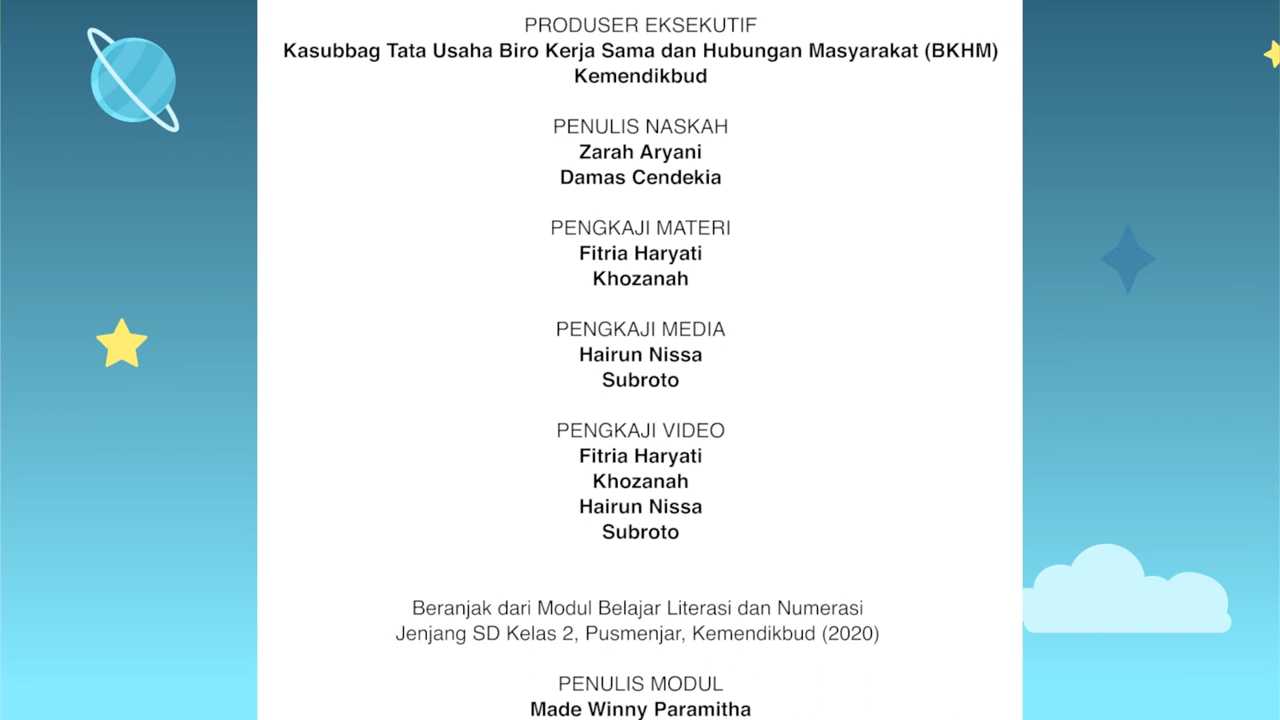 PRODUSER EKSEKUTIF
Kasubbag Tata Usaha Biro Kerja Sama dan Hubungan Masyarakat (BKHM)
Kemendikbud
PENULIS NASKAH
Zarah Aryani
Damas Cendekia
PENGKAJI MATERI
Fitria Haryati
Khozanah
PENGKAJI MEDIA
Hairun Nissa
Subroto
PENGKAJI VIDEO
Fitria Haryati
Khozanah
Hairun Nissa
Subroto
Beranjak dari Modul Belajar Literasi dan Numerasi
Jenjang SD Kelas 2, Pusmenjar, Kemendikbud (2020)
PENULIS MODUL
Made Winny Paramitha